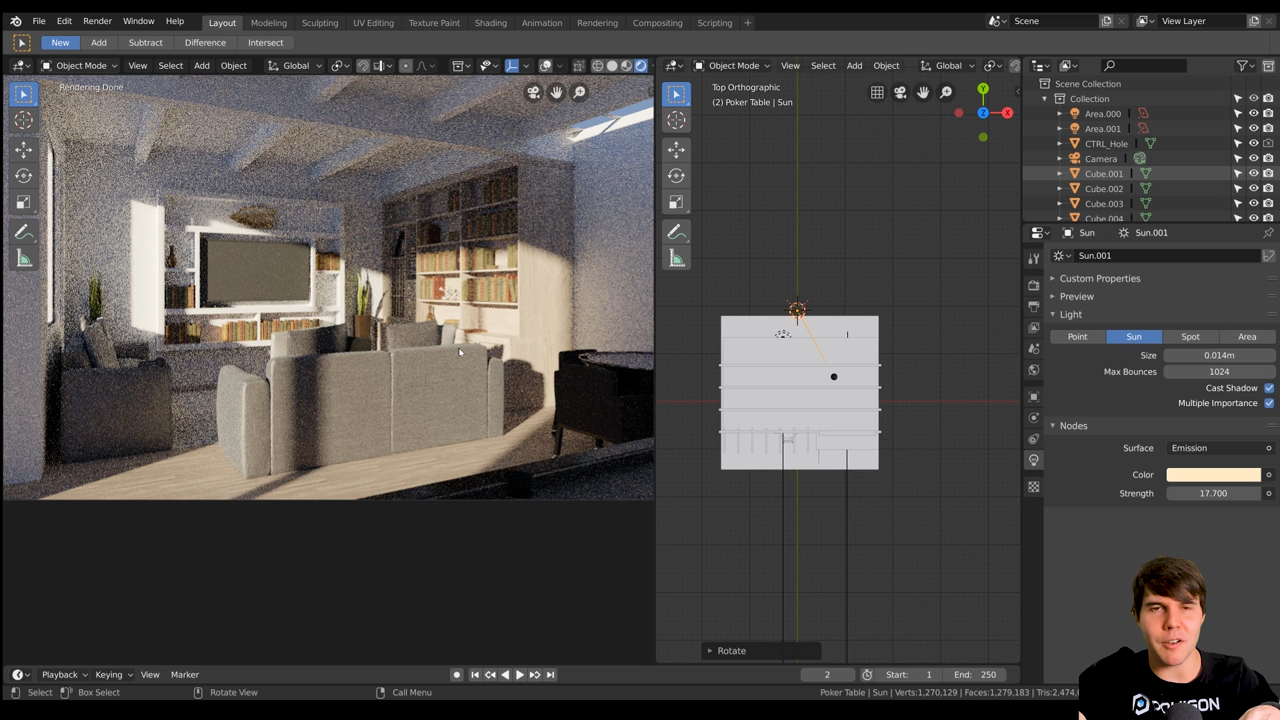 File Edit Render Window Help Layout Modeling Sculpting UV Editing Texture Paint Shading Animation Rendering Compositing Scripting + Scene View Layer
New Add Subtract Difference Intersect
Object Mode View Select Add Object Global
Object Mode View Select Add Object Global
Rendering Done
Top Orthographic
(2) Poker Table | Sun
Y
Z X
Scene Collection
Collection
Area.000
Area.001
CTRL_Hole
Camera
Cube.001
Cube.002
Cube.003
Cube.004
Sun Sun.001
Sun.001
Custom Properties
Preview
Light
Point Sun Spot Area
Size 0.014m
Max Bounces 1024
Cast Shadow
Multiple Importance
Nodes
Surface Emission
Color
Strength 17.700
Rotate
Playback Keying View Marker 2 Start: 1 End: 250
Select Box Select Rotate View Call Menu Poker Table | Sun | Verts:1,270,129 | Faces:1,279,183 | Tris:2,474,